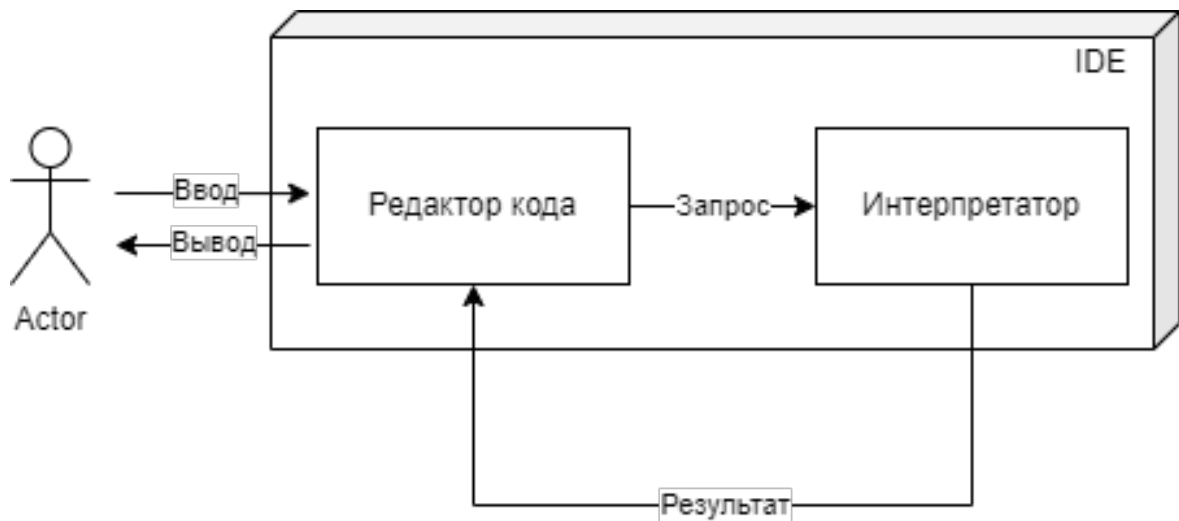 IDE
Ввод
Редактор кода
Запрос
Интерпретатор
Вывод
Actor
Результат